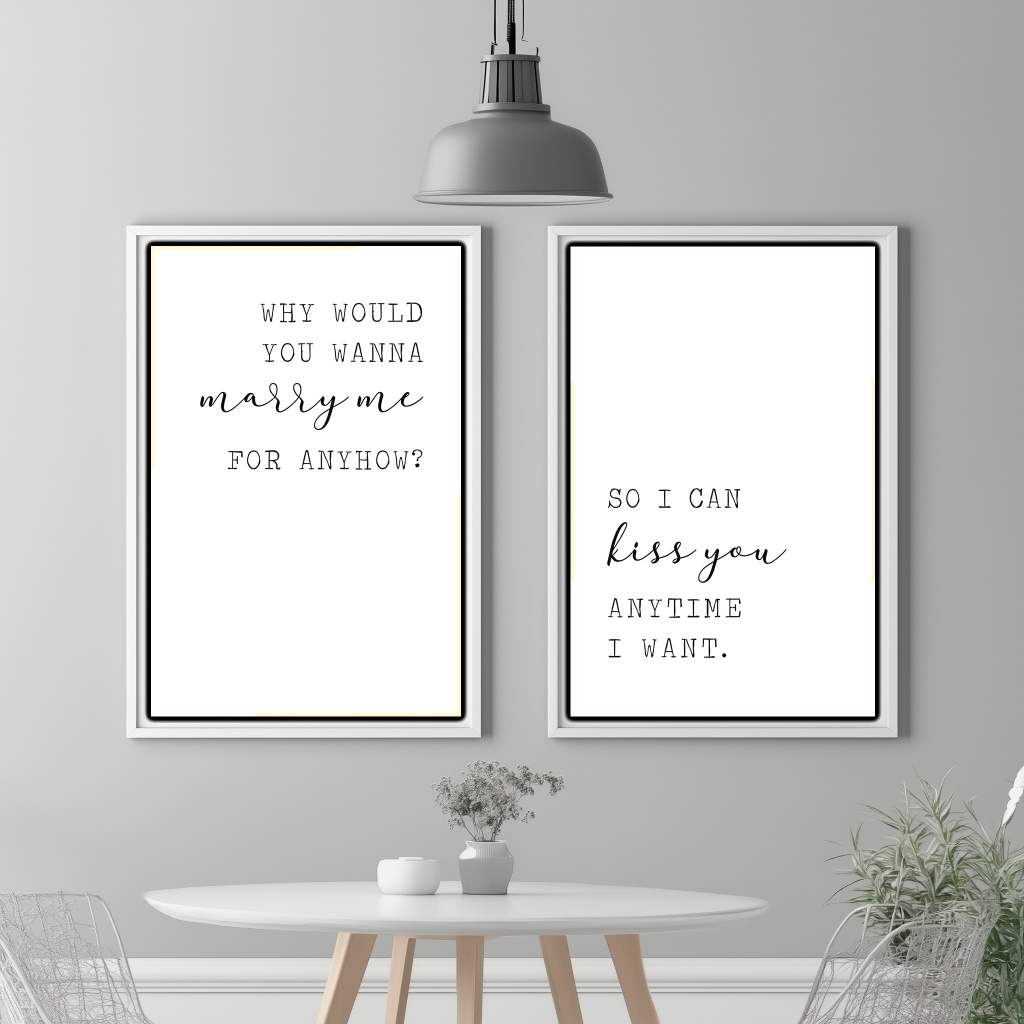 WHY WOULD
YOU WANNA
marry me
FOR ANYHOW?
SO I CAN
kiss you
ANYTIME
I WANT.